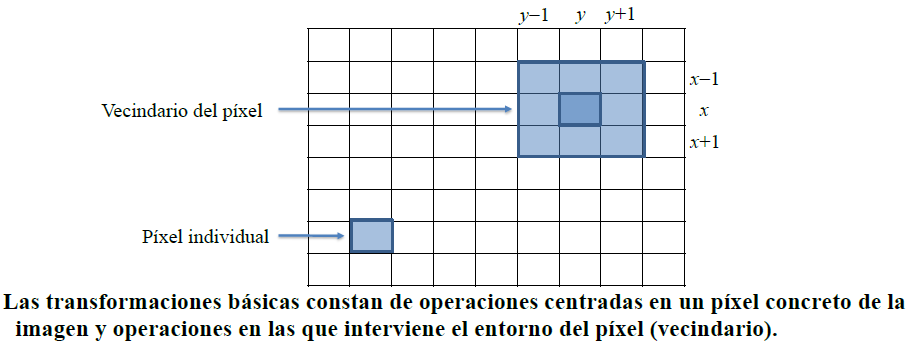 y−1 y y+1
x−1
Vecindario del píxel x
x+1
Píxel individual
Las transformaciones básicas constan de operaciones centradas en un píxel concreto de la
imagen y operaciones en las que interviene el entorno del píxel (vecindario).